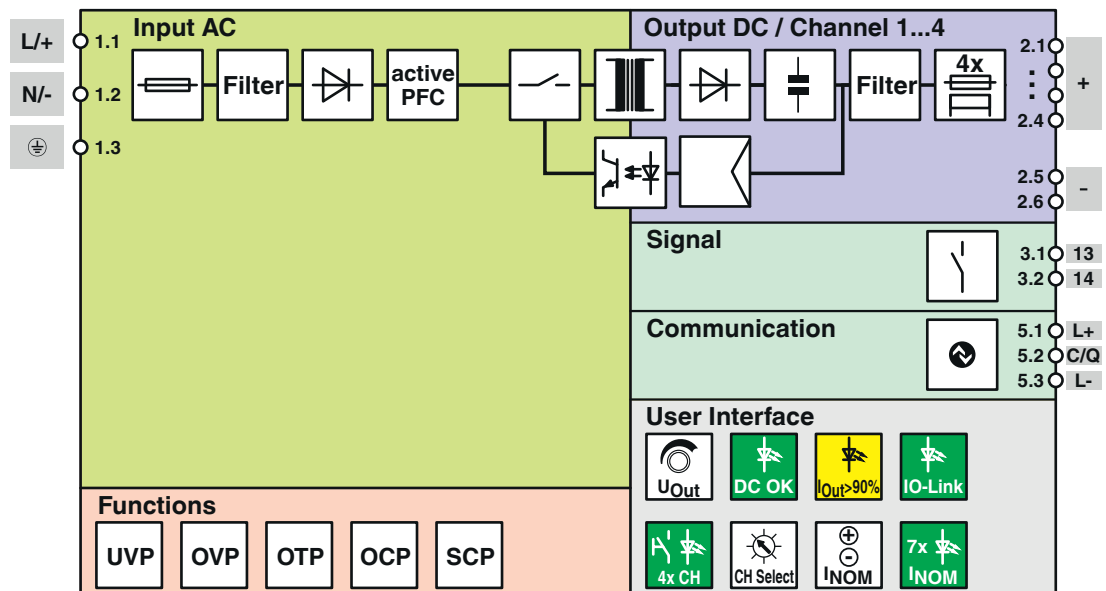 Input AC
Output DC / Channel 1...4
L/+
1.1
N/-
1.2
1.3
Filter
active
PFC
Filter
4x
2.1
2.4
+
2.5
2.6
-
Signal
3.1
13
3.2
14
Communication
5.1
L+
5.2
C/Q
5.3
L-
User Interface
UOut
DC OK
IOut>90%
IO-Link
4x CH
CH Select
INOM
7x
INOM
Functions
UVP
OVP
OTP
OCP
SCP